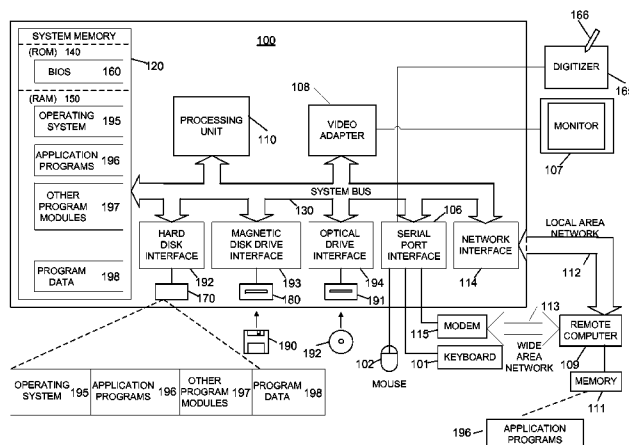 166
SYSTEM MEMORY
100
(ROM) 140
120
BIOS 160
DIGITIZER
165
(RAM) 150
108
OPERATING SYSTEM 195
PROCESSING UNIT
110
VIDEO ADAPTER
MONITOR
107
APPLICATION PROGRAMS 196
OTHER PROGRAM MODULES 197
SYSTEM BUS
130
106
LOCAL AREA NETWORK
112
PROGRAM DATA 198
HARD DISK INTERFACE
192
MAGNETIC DISK DRIVE INTERFACE
193
OPTICAL DRIVE INTERFACE
194
SERIAL PORT INTERFACE
NETWORK INTERFACE
114
170
180
191
190
192
102
MOUSE
115
MODEM
113
101
KEYBOARD
WIDE AREA NETWORK
REMOTE COMPUTER
109
MEMORY
111
OPERATING SYSTEM 195
APPLICATION PROGRAMS 196
OTHER PROGRAM MODULES 197
PROGRAM DATA 198
196
APPLICATION PROGRAMS